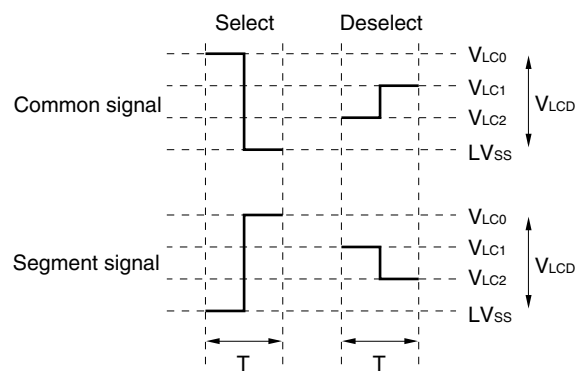 Select Deselect
VLC0
VLC1
Common signal VLCD
VLC2
LVSS
VLC0
VLC1
Segment signal VLCD
VLC2
LVSS
T T